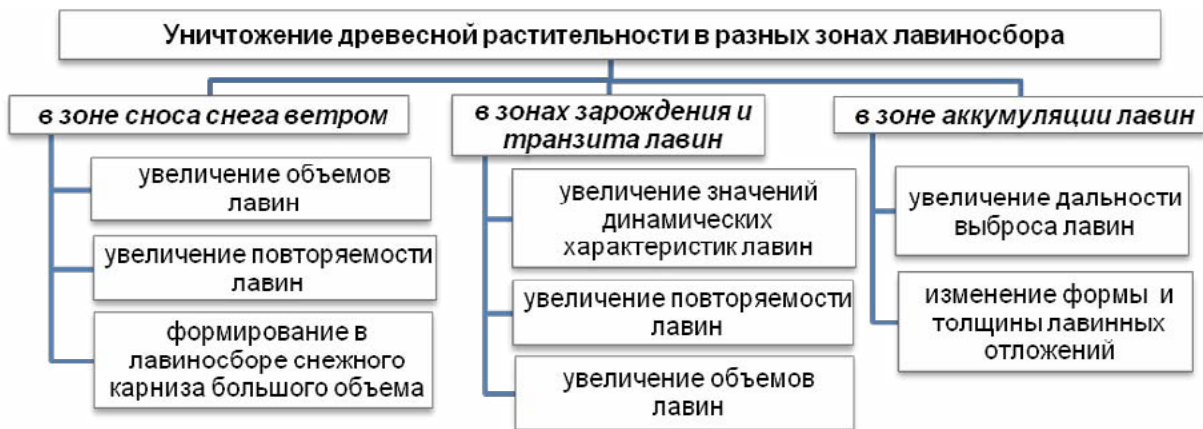 Уничтожение древесной растительности в разных зонах лавиносбора
в зоне сноса снега ветром
увеличение объемов
лавин
увеличение повторяемости
лавин
формирование в
лавиносборе снежного
карниза большого объема
в зонах зарождения и
транзита лавин
увеличение значений
динамических
характеристик лавин
увеличение повторяемости
лавин
увеличение объемов
лавин
в зоне аккумуляции лавин
увеличение дальности
выброса лавин
изменение формы и
толщины лавинных
отложений